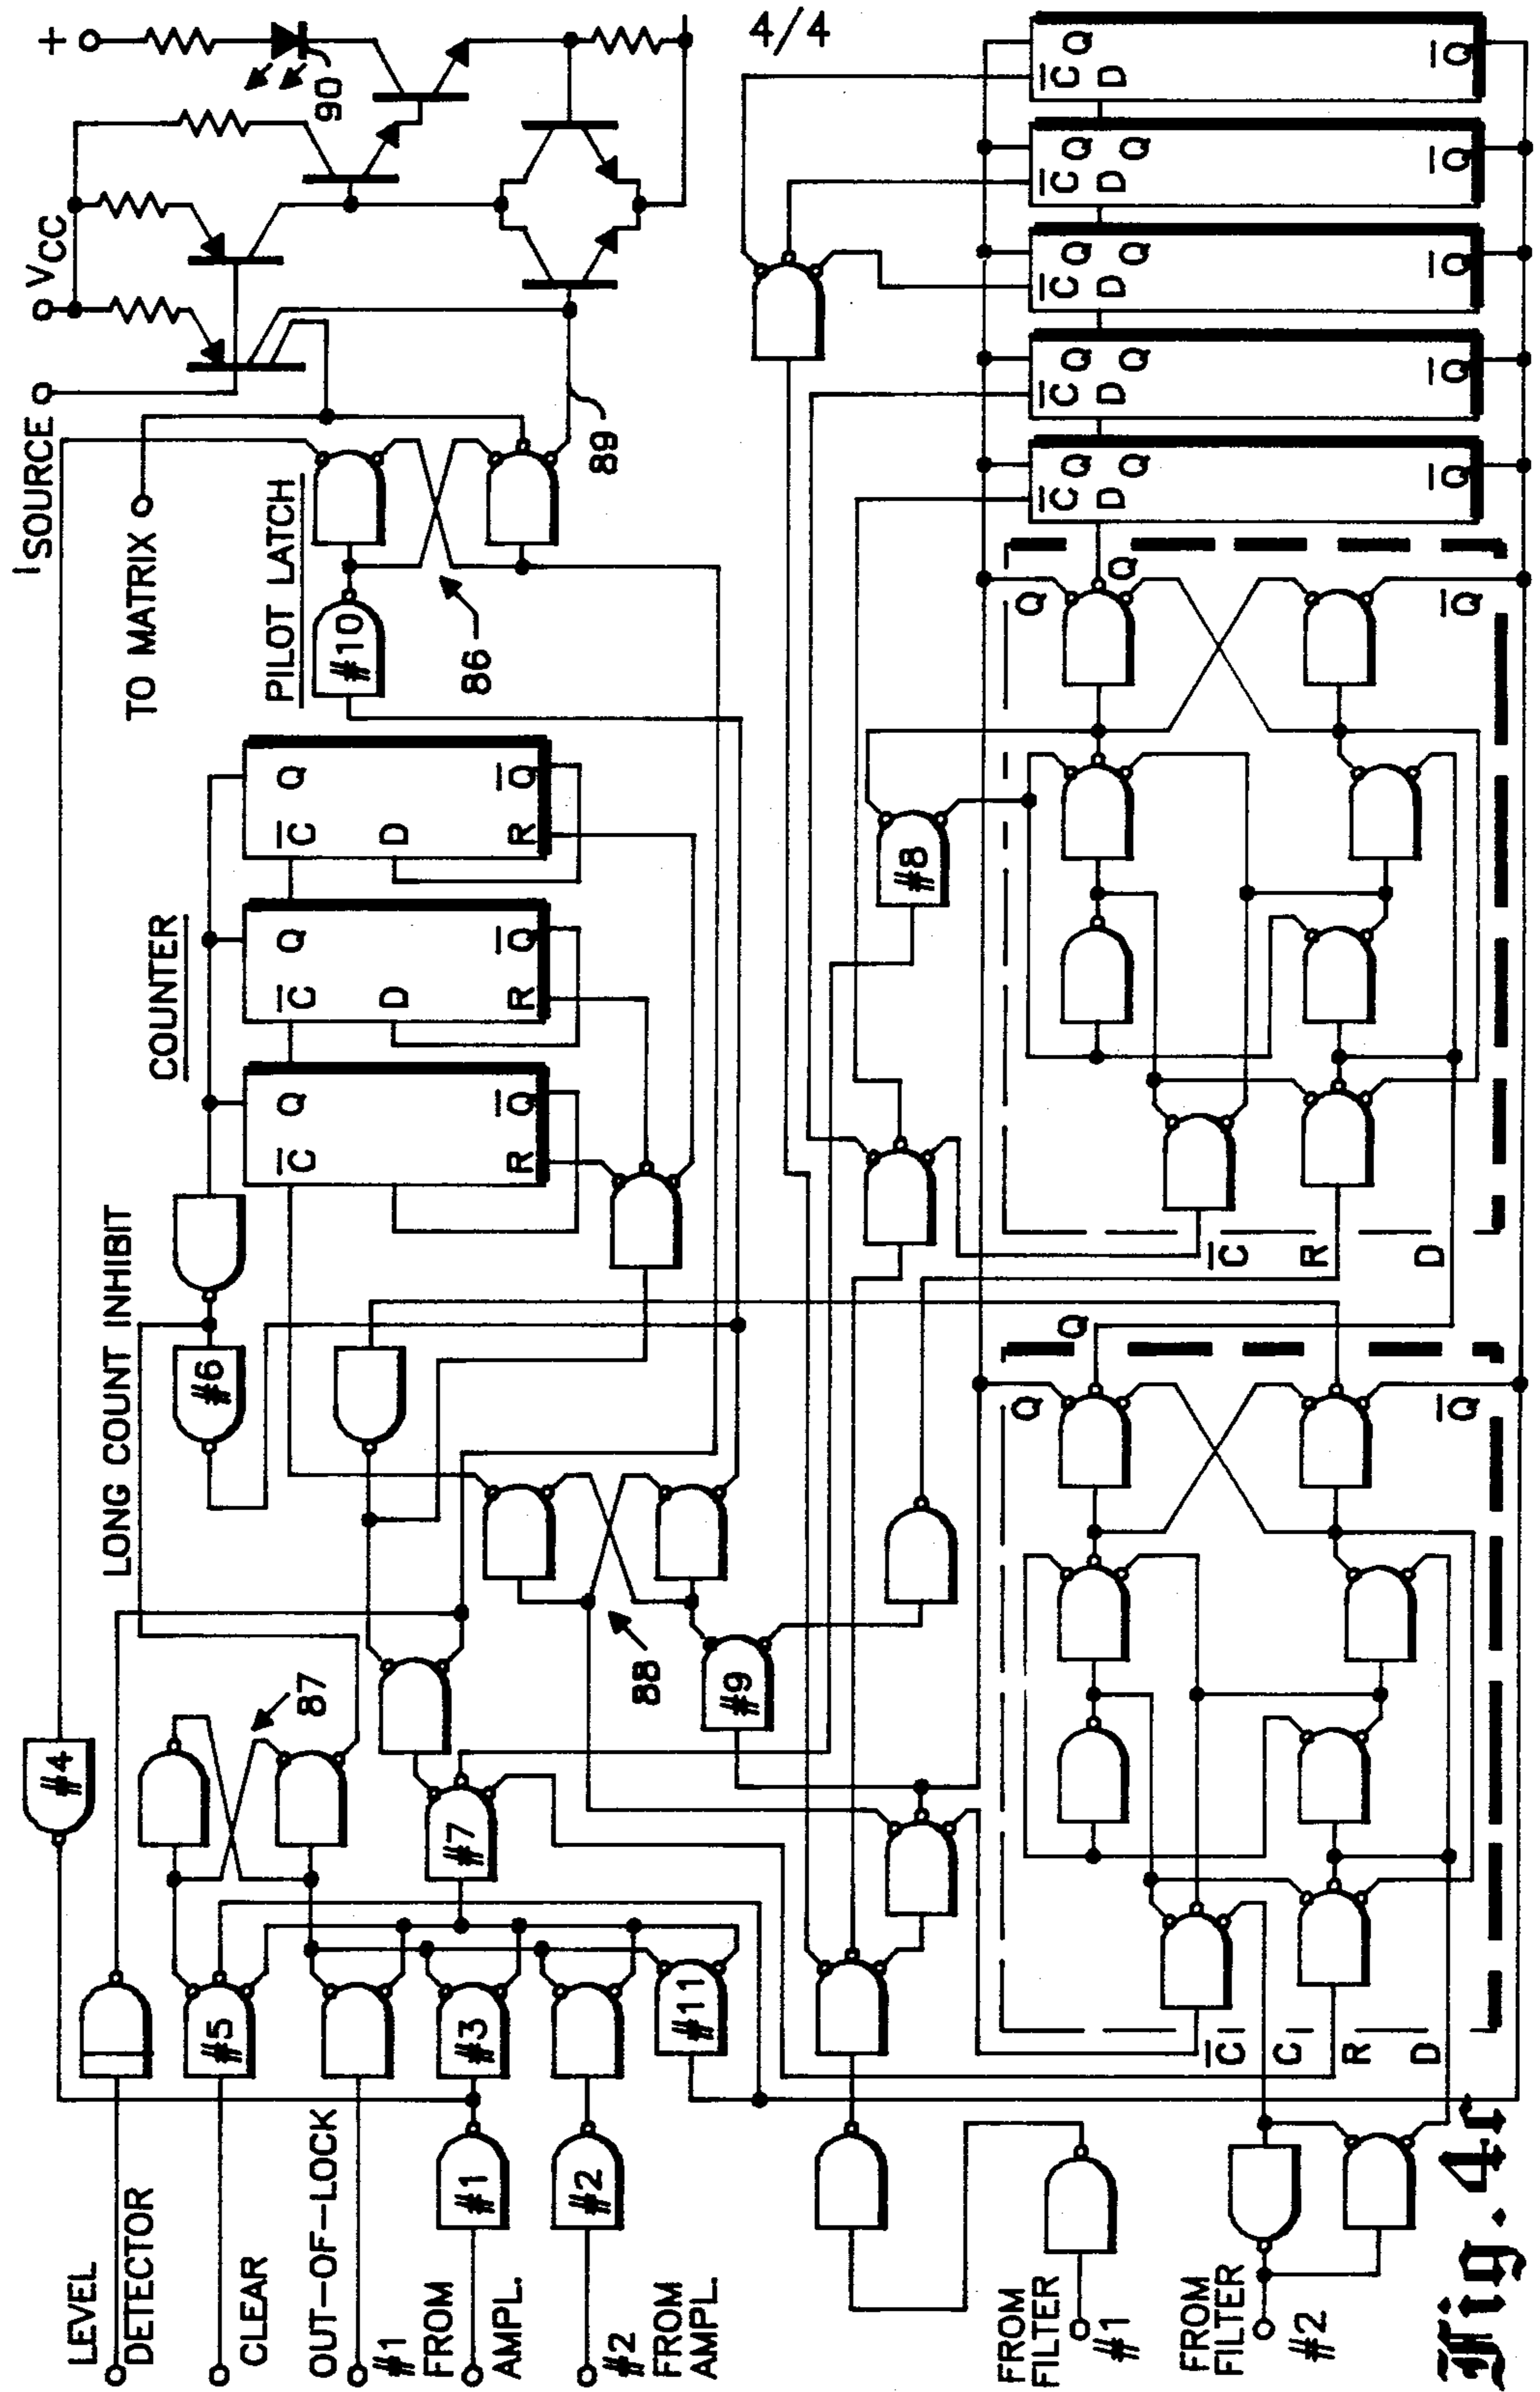 4/4
+
VCC
ISOURCE
90
TO MATRIX
PILOT LATCH
#10
86
89
COUNTER
Q
C̅
D
Q̅
R
Q
C̅
D
Q̅
R
Q
C̅
Q̅
R
LONG COUNT INHIBIT
#6
#4
87
88
#5
#7
#9
#3
#11
#1
#2
#8
LEVEL
DETECTOR
CLEAR
OUT-OF-LOCK
#1
FROM
AMPL.
#2
FROM
AMPL.
FROM
FILTER
#1
FROM
FILTER
#2
C̅
Q
D
Q̅
C̅
Q
D
Q
Q̅
C̅
Q
D
Q
Q̅
C̅
Q
D
Q
Q̅
C̅
Q
D
Q
Q̅
Q
Q
Q̅
C̅
R
D
Q
Q
Q̅
C̅
C
R
D
Fig. 4.